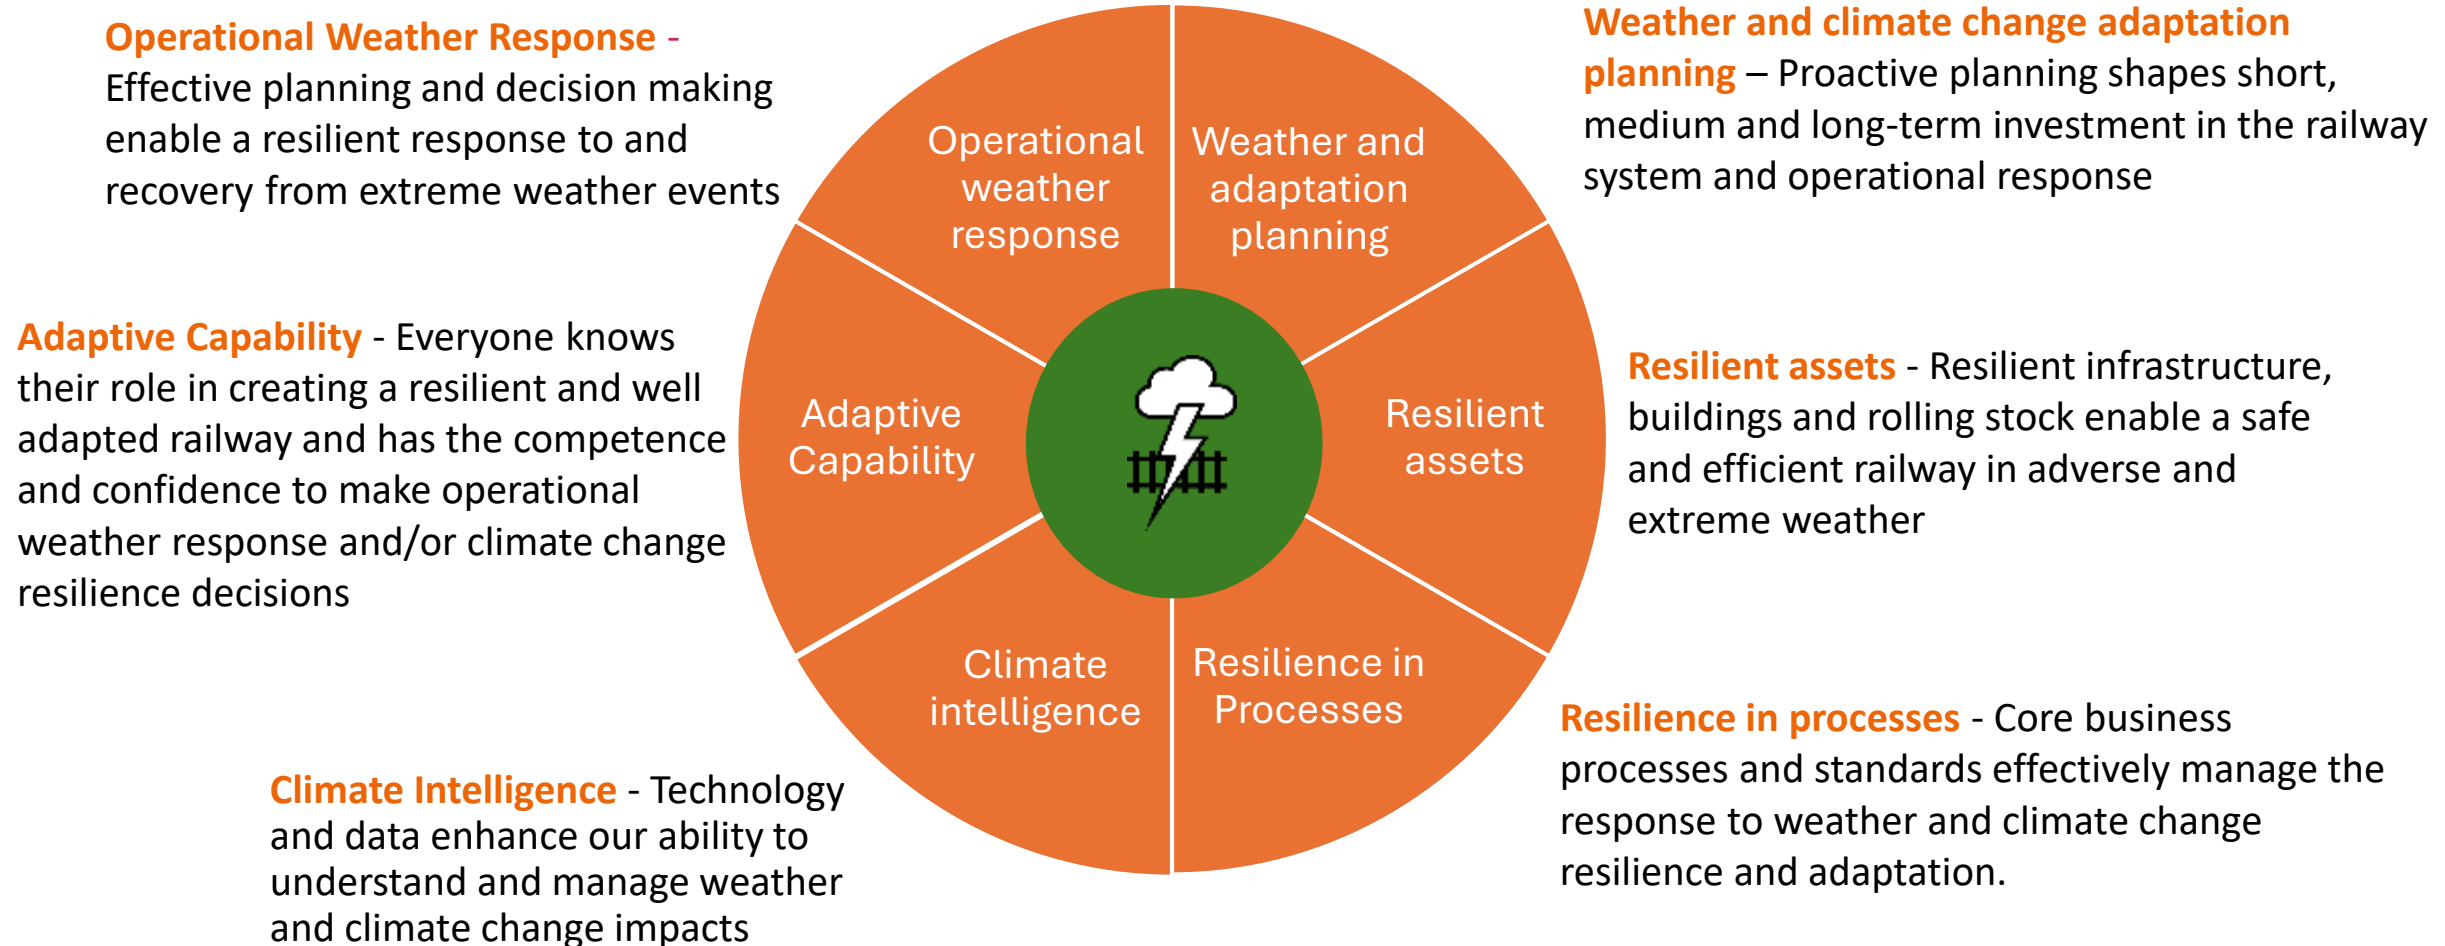 Operational Weather Response -
Effective planning and decision making
enable a resilient response to and
recovery from extreme weather events
Weather and climate change adaptation
planning – Proactive planning shapes short,
medium and long-term investment in the railway
system and operational response
Operational
weather
response
Weather and
adaptation
planning
Adaptive Capability - Everyone knows
their role in creating a resilient and well
adapted railway and has the competence
and confidence to make operational
weather response and/or climate change
resilience decisions
Adaptive
Capability
Resilient
assets
Resilient assets - Resilient infrastructure,
buildings and rolling stock enable a safe
and efficient railway in adverse and
extreme weather
Climate
intelligence
Resilience in
Processes
Climate Intelligence - Technology
and data enhance our ability to
understand and manage weather
and climate change impacts
Resilience in processes - Core business
processes and standards effectively manage the
response to weather and climate change
resilience and adaptation.